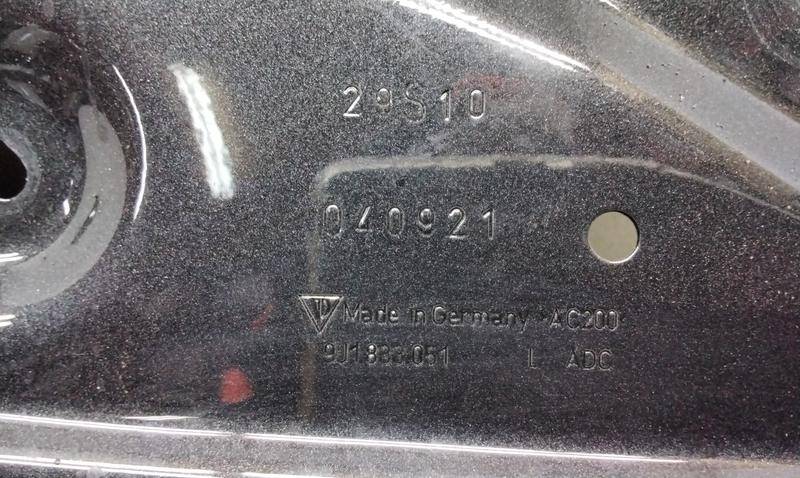 29S10
040921
Made in Germany >AC200
9J1.833.051 L ADC